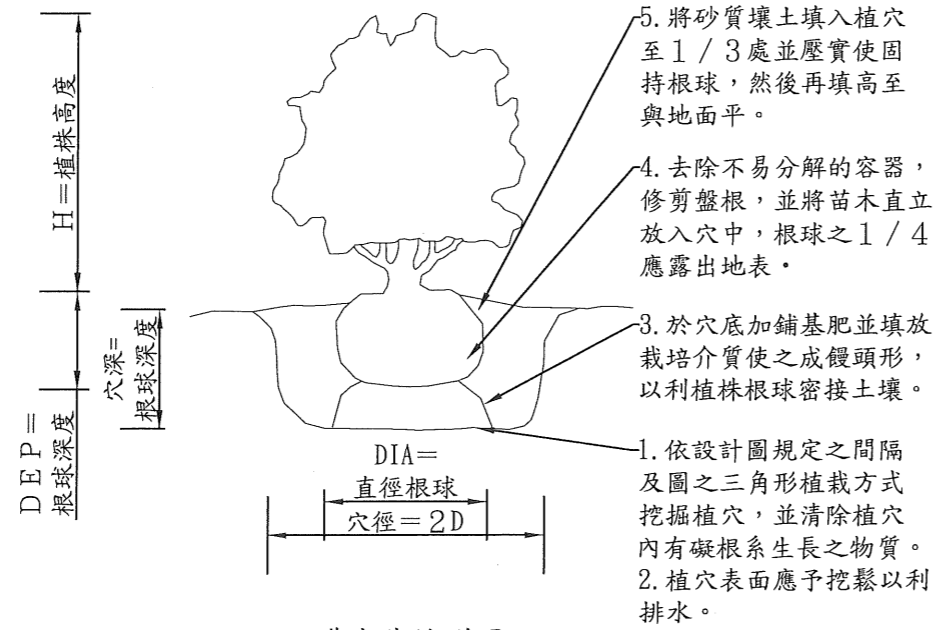 5.將砂質壤土填入植穴
至1/3處並壓實使固
持根球，然後再填高至
與地面平。
4.去除不易分解的容器，
修剪盤根，並將苗木直立
放入穴中，根球之1/4
應露出地表．
3.於穴底加鋪基肥並填放
栽培介質使之成饅頭形，
以利植株根球密接土壤。
1.依設計圖規定之間隔
及圖之三角形植栽方式
挖掘植穴，並清除植穴
內有礙根系生長之物質。
2.植穴表面應予挖鬆以利
排水。
H=植株高度
DEP=
根球深度
穴深=
根球深度
DIA=
直徑根球
穴徑=2D